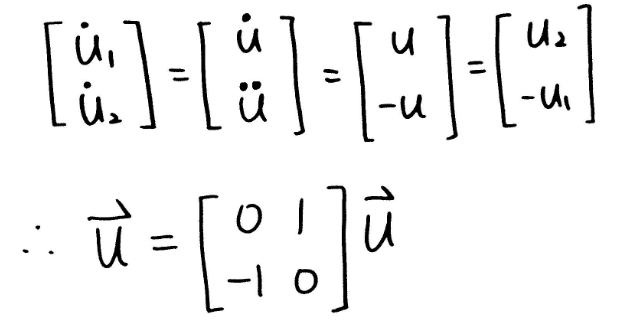 [u̇₁ u̇₂] = [u̇ ü] = [u -u] = [u₂ -u₁]
∴ u⃗ = [0 1 -1 0] u⃗